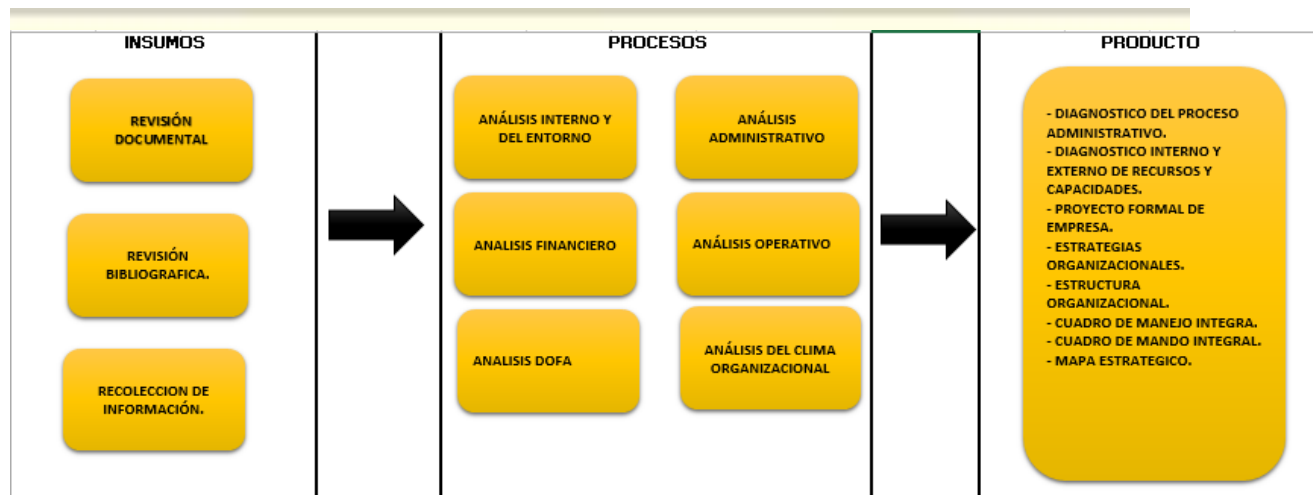 INSUMOS
REVISIÓN
DOCUMENTAL
REVISIÓN
BIBLIOGRAFICA.
RECOLECCION DE
INFORMACIÓN.
PROCESOS
ANÁLISIS INTERNO Y
DEL ENTORNO
ANÁLISIS
ADMINISTRATIVO
ANALISIS FINANCIERO
ANÁLISIS OPERATIVO
ANALISIS DOFA
ANÁLISIS DEL CLIMA
ORGANIZACIONAL
PRODUCTO
- DIAGNOSTICO DEL PROCESO
ADMINISTRATIVO.
- DIAGNOSTICO INTERNO Y
EXTERNO DE RECURSOS Y
CAPACIDADES.
- PROYECTO FORMAL DE
EMPRESA.
- ESTRATEGIAS
ORGANIZACIONALES.
- ESTRUCTURA
ORGANIZACIONAL.
- CUADRO DE MANEJO INTEGRA.
- CUADRO DE MANDO INTEGRAL.
- MAPA ESTRATEGICO.